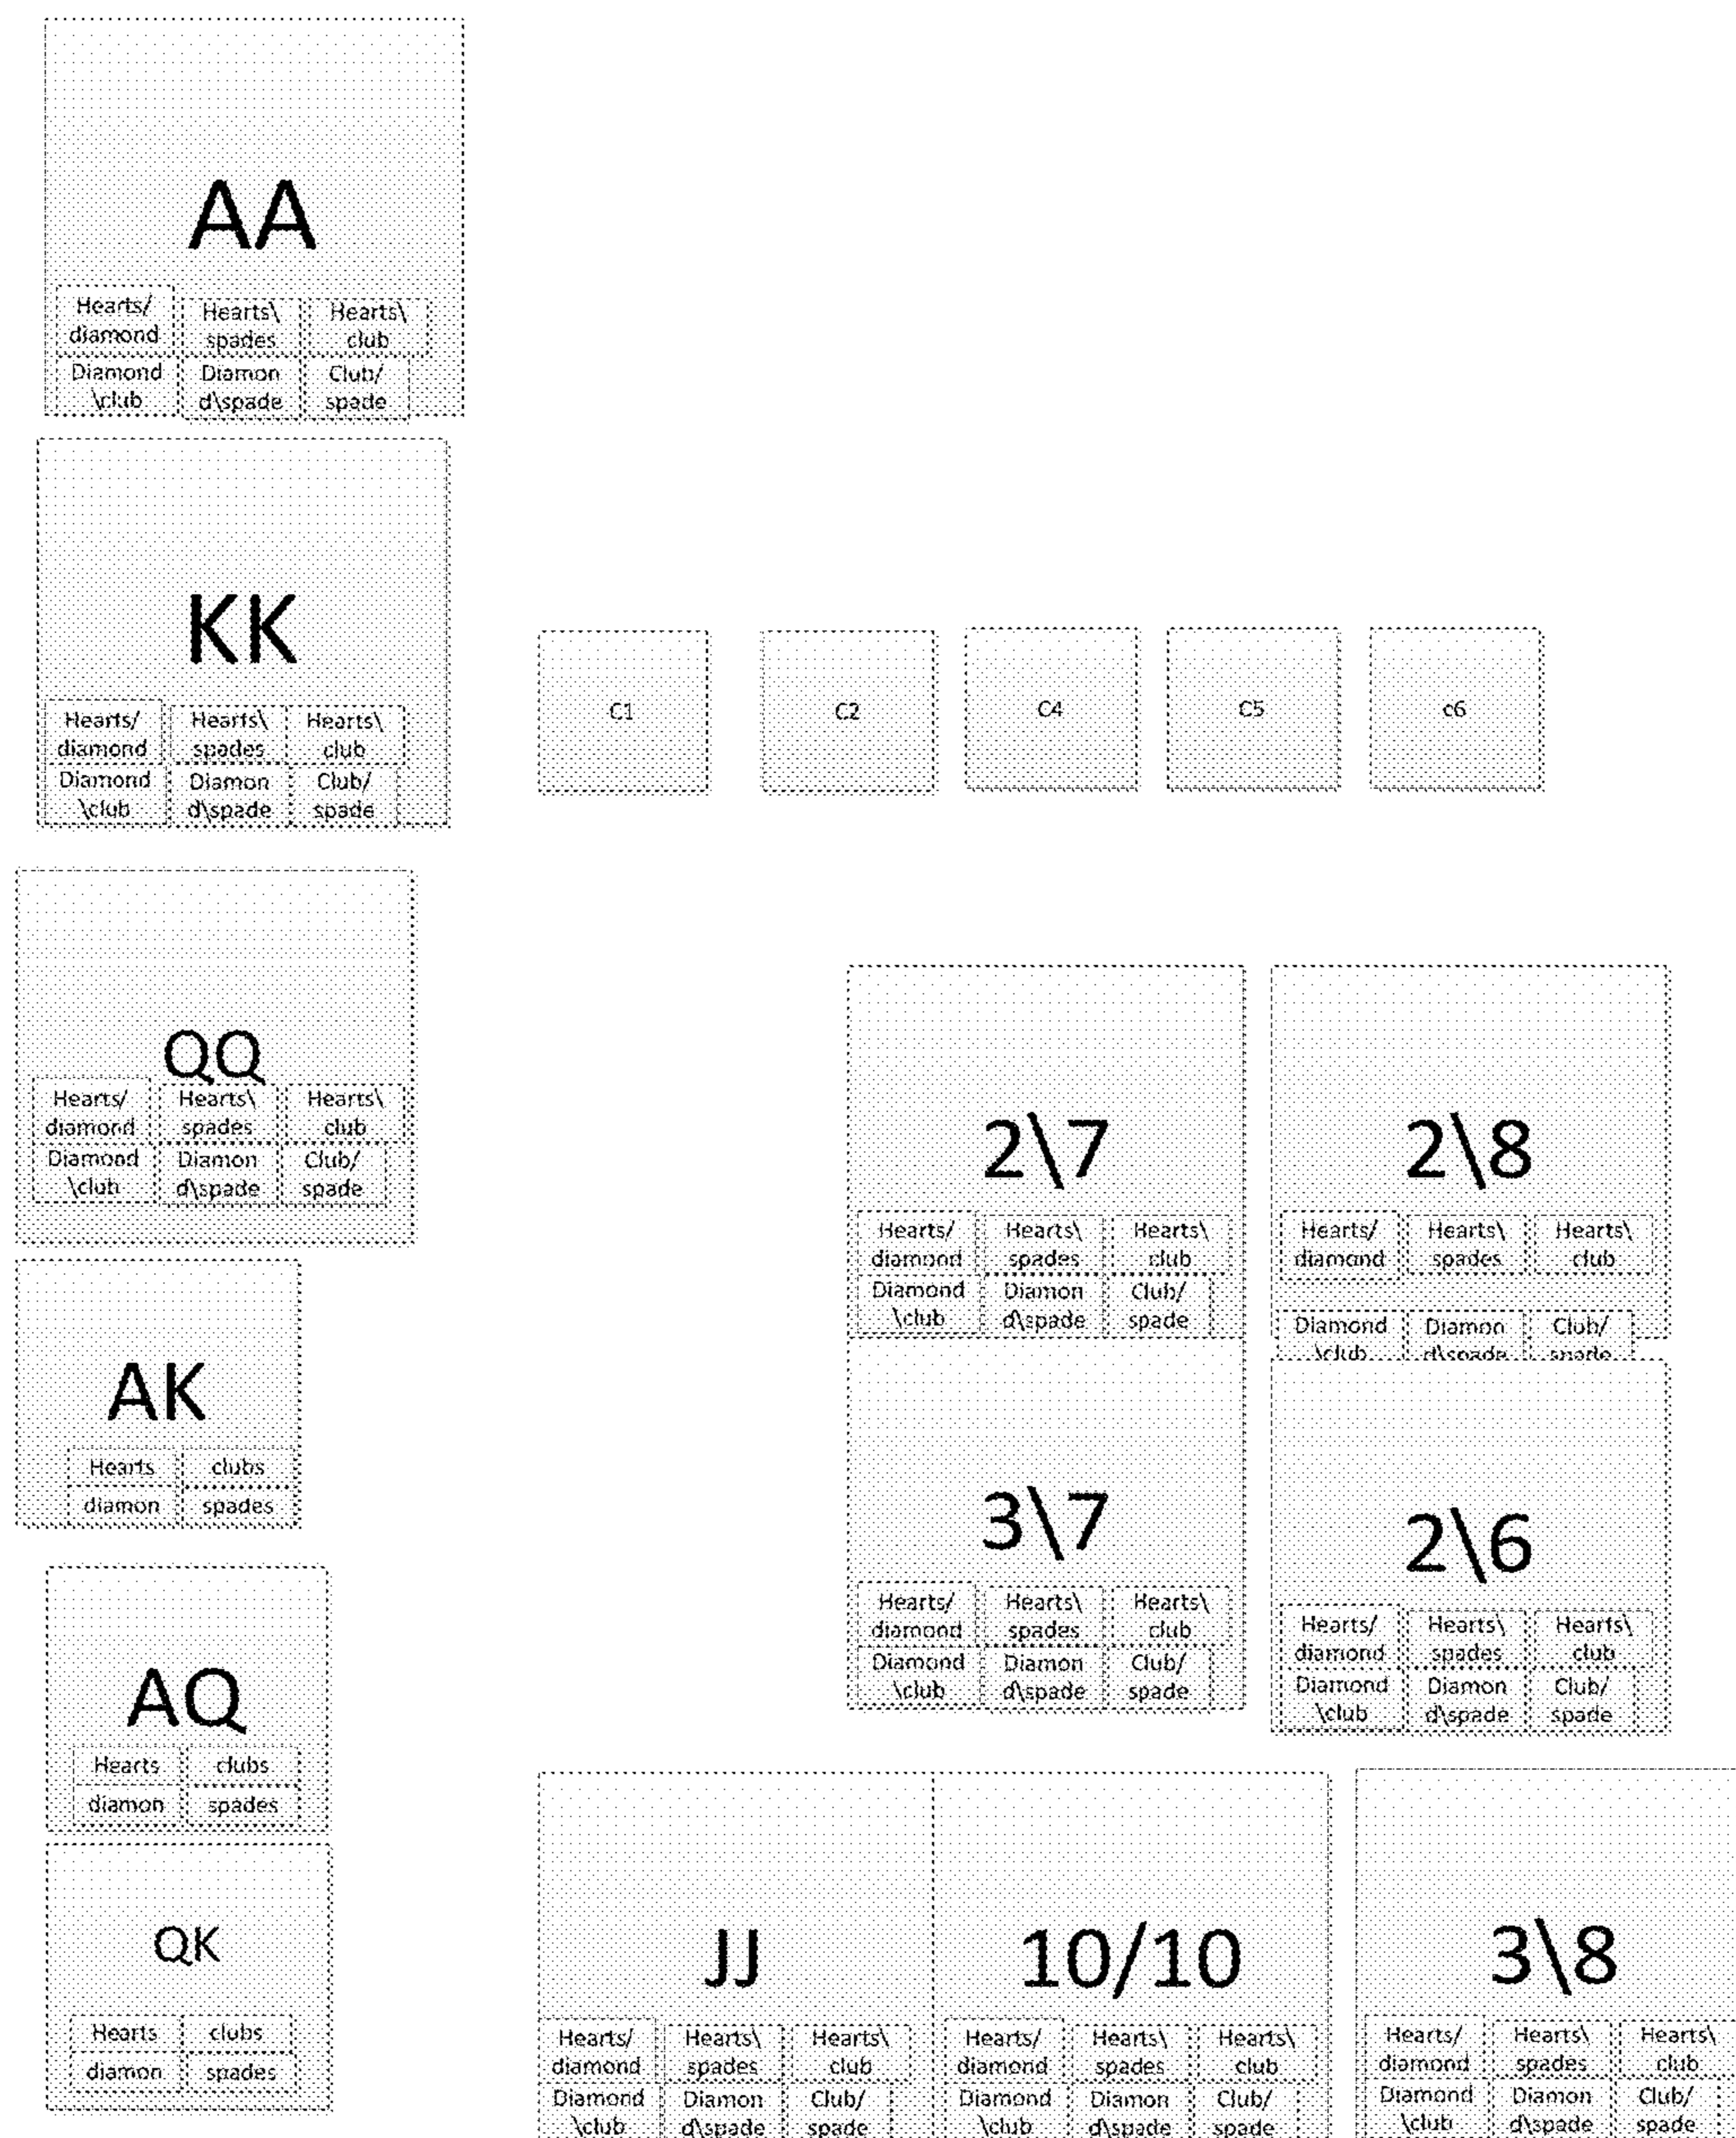 AA
Hearts/
diamond
Hearts\
spades
Hearts\
club
Diamond
\club
Diamon
d\spade
Club/
spade
KK
Hearts/
diamond
Hearts\
spades
Hearts\
club
Diamond
\club
Diamon
d\spade
Club/
spade
C1
C2
C4
C5
c6
QQ
Hearts/
diamond
Hearts\
spades
Hearts\
club
Diamond
\club
Diamon
d\spade
Club/
spade
2\7
Hearts/
diamond
Hearts\
spades
Hearts\
club
Diamond
\club
Diamon
d\spade
Club/
spade
2\8
Hearts/
diamond
Hearts\
spades
Hearts\
club
Diamond
\club
Diamon
d\spade
Club/
spade
AK
Hearts
clubs
diamon
spades
3\7
Hearts/
diamond
Hearts\
spades
Hearts\
club
Diamond
\club
Diamon
d\spade
Club/
spade
2\6
Hearts/
diamond
Hearts\
spades
Hearts\
club
Diamond
\club
Diamon
d\spade
Club/
spade
AQ
Hearts
clubs
diamon
spades
QK
Hearts
clubs
diamon
spades
JJ
Hearts/
diamond
Hearts\
spades
Hearts\
club
Diamond
\club
Diamon
d\spade
Club/
spade
10/10
Hearts/
diamond
Hearts\
spades
Hearts\
club
Diamond
\club
Diamon
d\spade
Club/
spade
3\8
Hearts/
diamond
Hearts\
spades
Hearts\
club
Diamond
\club
Diamon
d\spade
Club/
spade